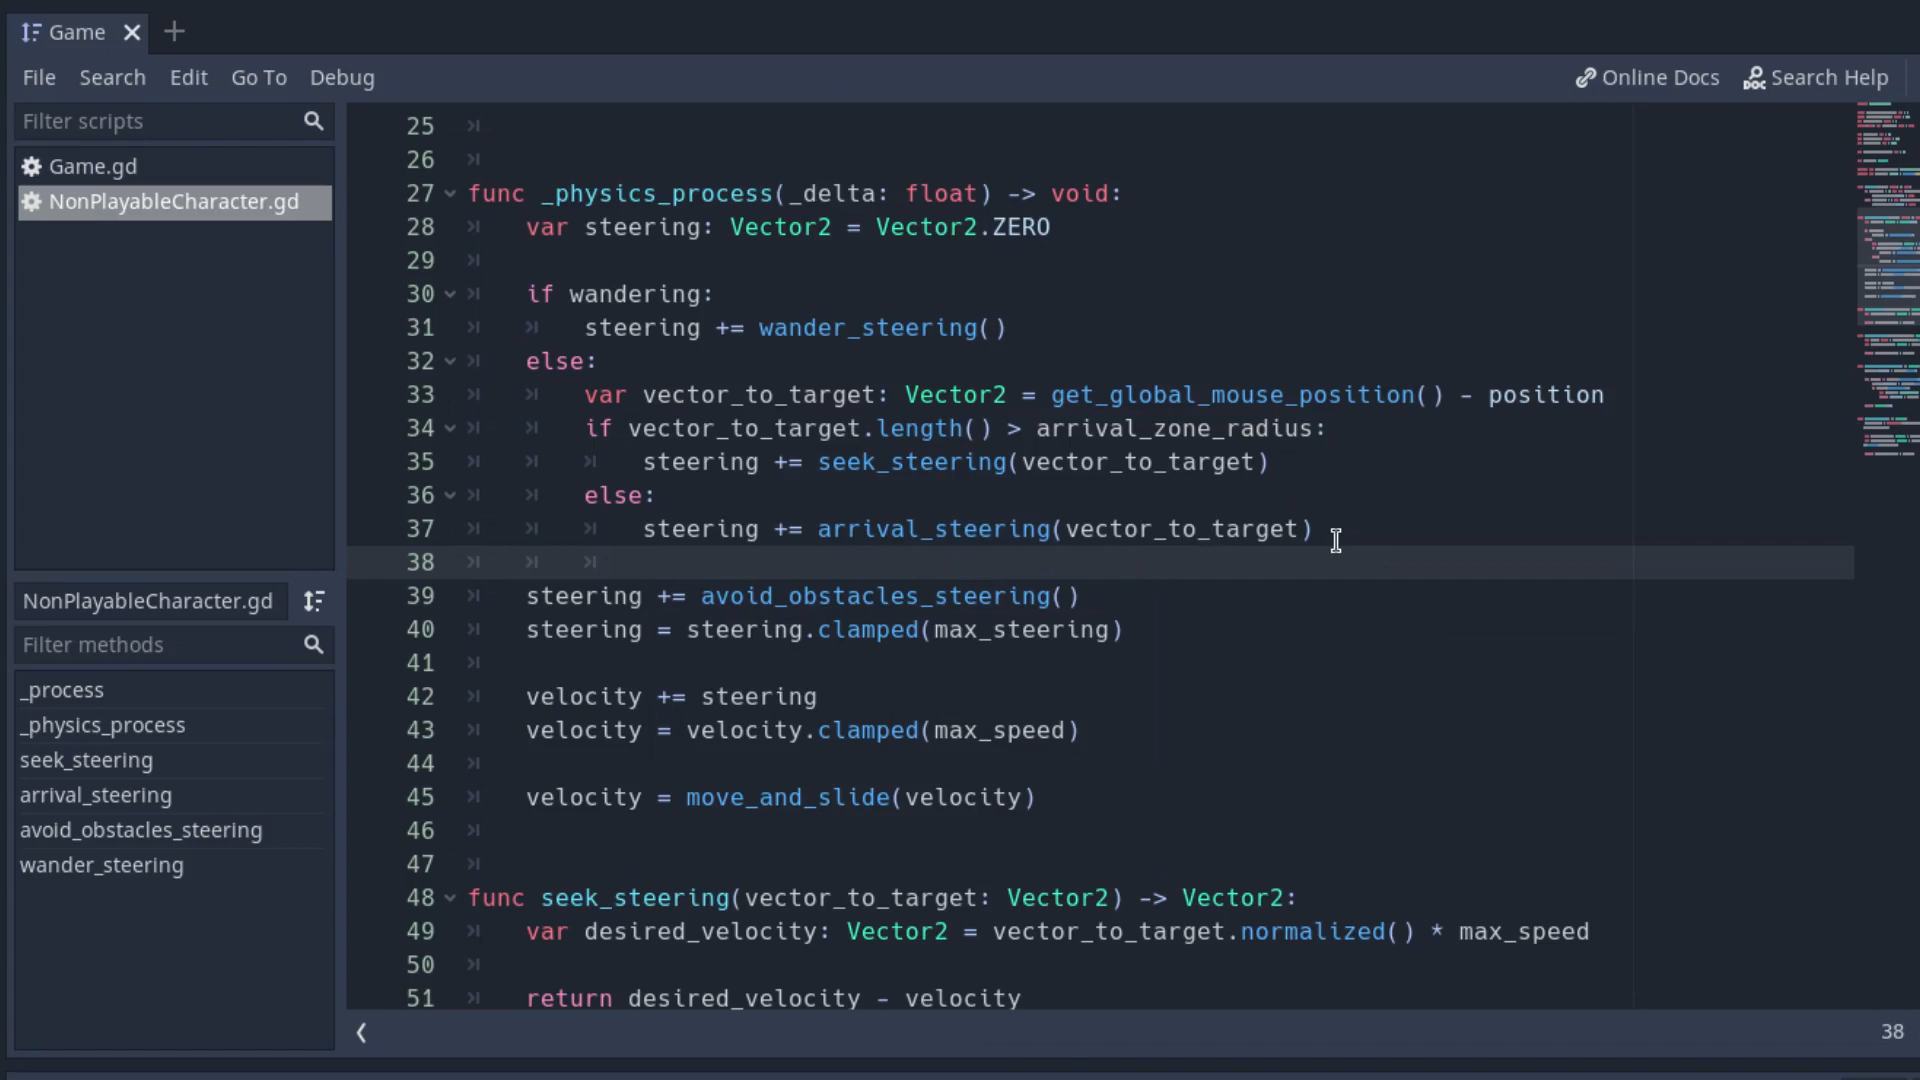 Game
File Search Edit Go To Debug Online Docs Search Help
Filter scripts
Game.gd
NonPlayableCharacter.gd
NonPlayableCharacter.gd
Filter methods
_process
_physics_process
seek_steering
arrival_steering
avoid_obstacles_steering
wander_steering
25
26
27 func _physics_process(_delta: float) -> void:
28 var steering: Vector2 = Vector2.ZERO
29
30 if wandering:
31 steering += wander_steering()
32 else:
33 var vector_to_target: Vector2 = get_global_mouse_position() - position
34 if vector_to_target.length() > arrival_zone_radius:
35 steering += seek_steering(vector_to_target)
36 else:
37 steering += arrival_steering(vector_to_target)
38
39 steering += avoid_obstacles_steering()
40 steering = steering.clamped(max_steering)
41
42 velocity += steering
43 velocity = velocity.clamped(max_speed)
44
45 velocity = move_and_slide(velocity)
46
47
48 func seek_steering(vector_to_target: Vector2) -> Vector2:
49 var desired_velocity: Vector2 = vector_to_target.normalized() * max_speed
50
51 return desired_velocity - velocity
38